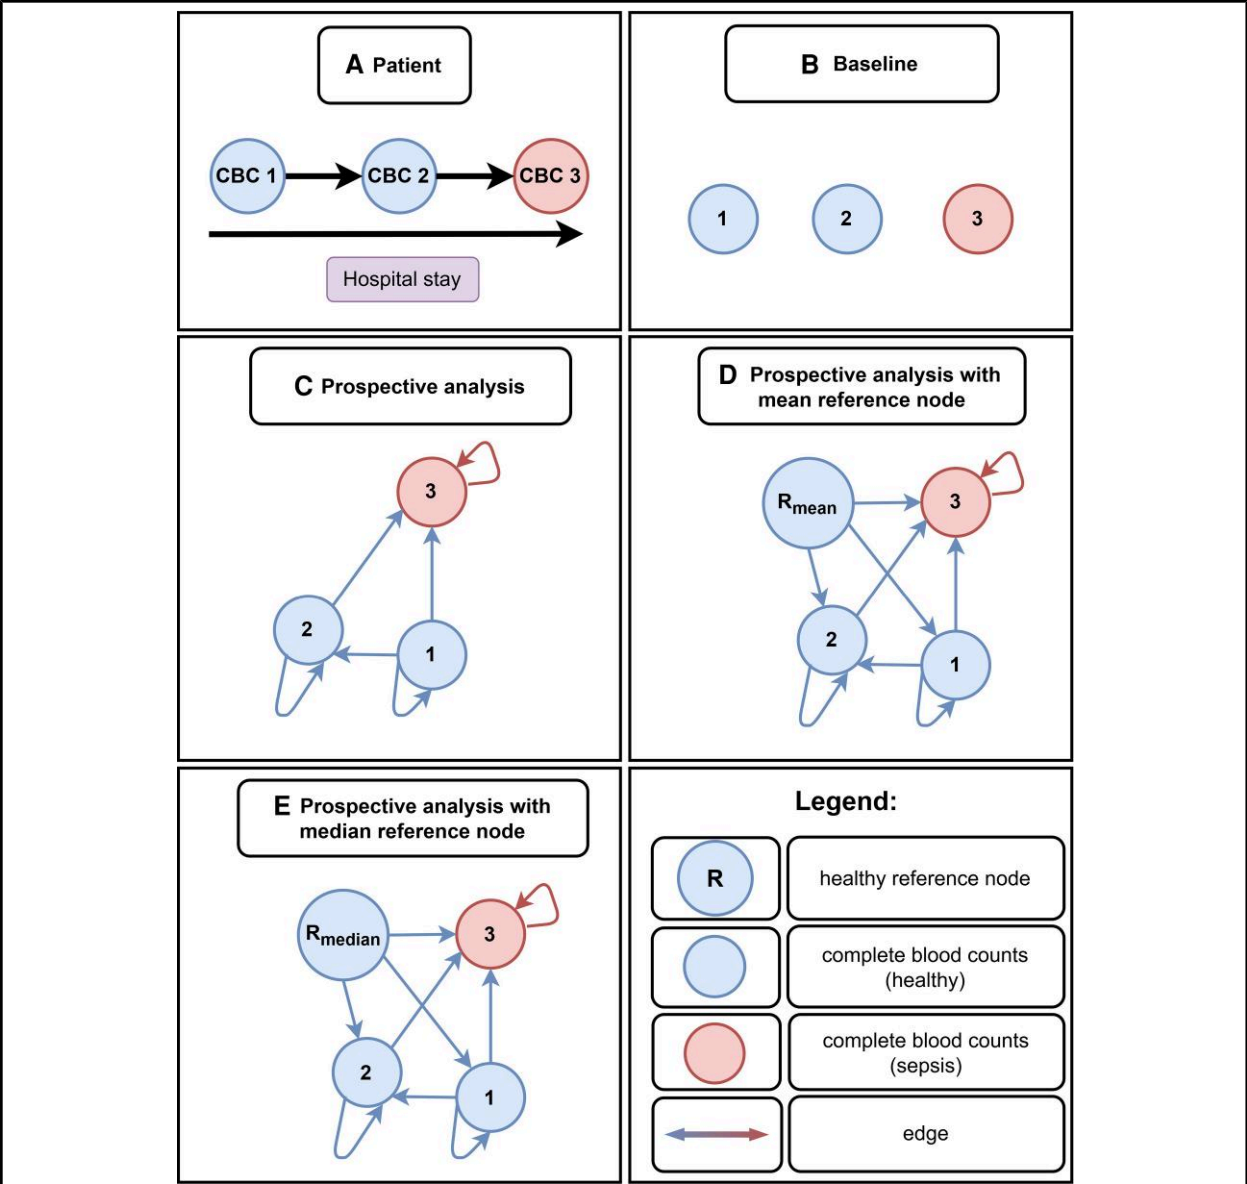 A Patient
CBC 1
CBC 2
CBC 3
Hospital stay
B Baseline
1
2
3
C Prospective analysis
3
2
1
D Prospective analysis with
mean reference node
Rmean
3
2
1
E Prospective analysis with
median reference node
Rmedian
3
2
1
Legend:
R
healthy reference node
complete blood counts
(healthy)
complete blood counts
(sepsis)
edge